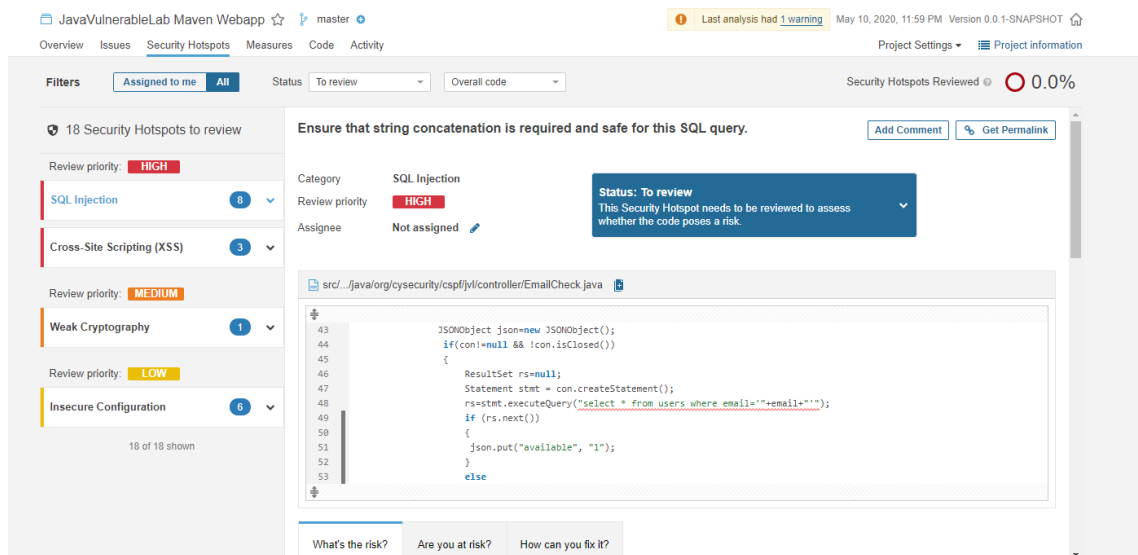 JavaVulnerableLab Maven Webapp master Last analysis had 1 warning May 10, 2020, 11:59 PM Version 0.0.1-SNAPSHOT
Overview Issues Security Hotspots Measures Code Activity Project Settings Project information
Filters Assigned to me All Status To review Overall code Security Hotspots Reviewed 0.0%
18 Security Hotspots to review
Review priority: HIGH
SQL Injection 8
Cross-Site Scripting (XSS) 3
Review priority: MEDIUM
Weak Cryptography 1
Review priority: LOW
Insecure Configuration 6
18 of 18 shown
Ensure that string concatenation is required and safe for this SQL query. Add Comment Get Permalink
Category SQL Injection
Review priority HIGH
Assignee Not assigned
Status: To review
This Security Hotspot needs to be reviewed to assess
whether the code poses a risk.
src/.../java/org/cysecurity/cspf/jvl/controller/EmailCheck.java
43 JSONObject json=new JSONObject();
44 if(con!=null && !con.isClosed())
45 {
46 ResultSet rs=null;
47 Statement stmt = con.createStatement();
48 rs=stmt.executeQuery("select * from users where email='"+email+"'");
49 if (rs.next())
50 {
51 json.put("available", "1");
52 }
53 else
What's the risk? Are you at risk? How can you fix it?